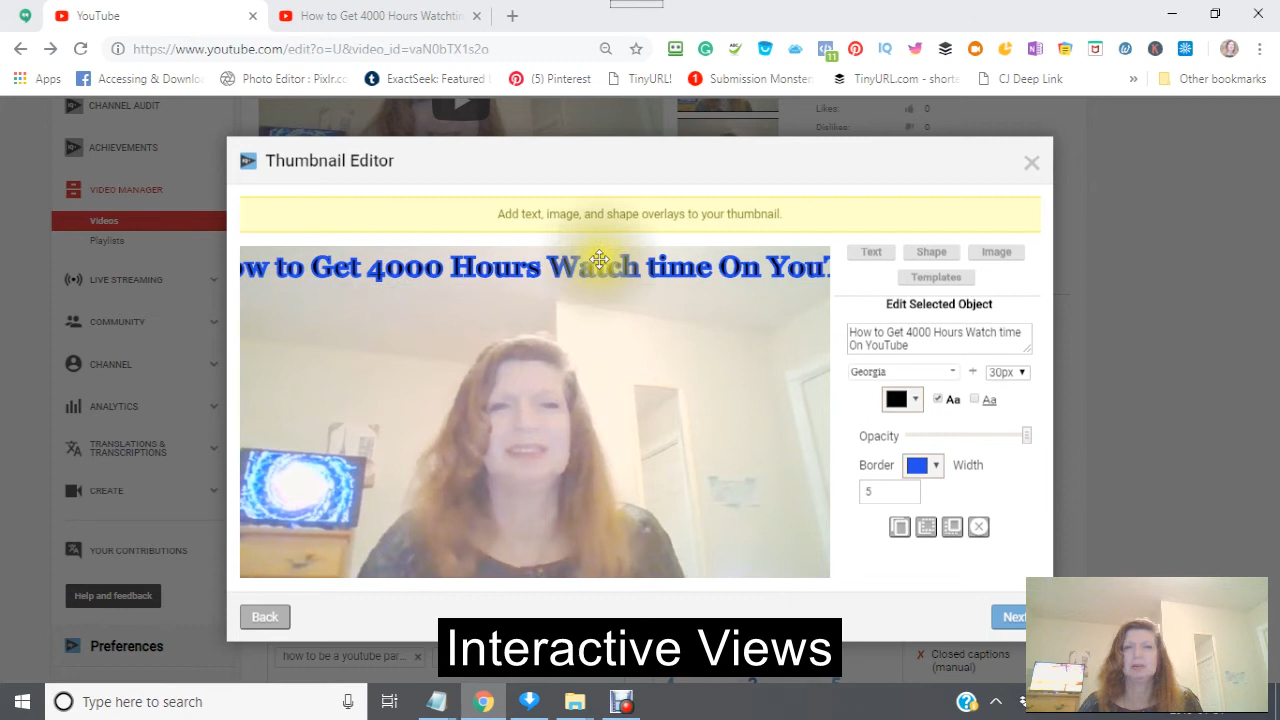 YouTube
How to Get 4000 Hours Watchtin
https://www.youtube.com/edit?o=U&video_id=vaN0bTX1s2o
11
Apps
Accessing & Downlo
Photo Editor : Pixlr.co
ExactSeek: Featured L
(5) Pinterest
TinyURL!
Submission Monster
TinyURL.com - shorte
CJ Deep Link
»
Other bookmarks
CHANNEL AUDIT
Likes:
0
Dislikes:
0
ACHIEVEMENTS
Thumbnail Editor
VIDEO MANAGER
Videos
Add text, image, and shape overlays to your thumbnail.
Playlists
ow to Get 4000 Hours Watch time On YouT
Text
Shape
Image
LIVE STREAMING
Templates
Edit Selected Object
COMMUNITY
How to Get 4000 Hours Watch time
On YouTube
CHANNEL
Georgia
30px
ANALYTICS
Aa
Aa
TRANSLATIONS &
TRANSCRIPTIONS
Opacity
Border
Width
CREATE
5
YOUR CONTRIBUTIONS
Help and feedback
Back
Next
Preferences
Interactive Views
how to be a youtube par...
Closed captions
(manual)
Type here to search